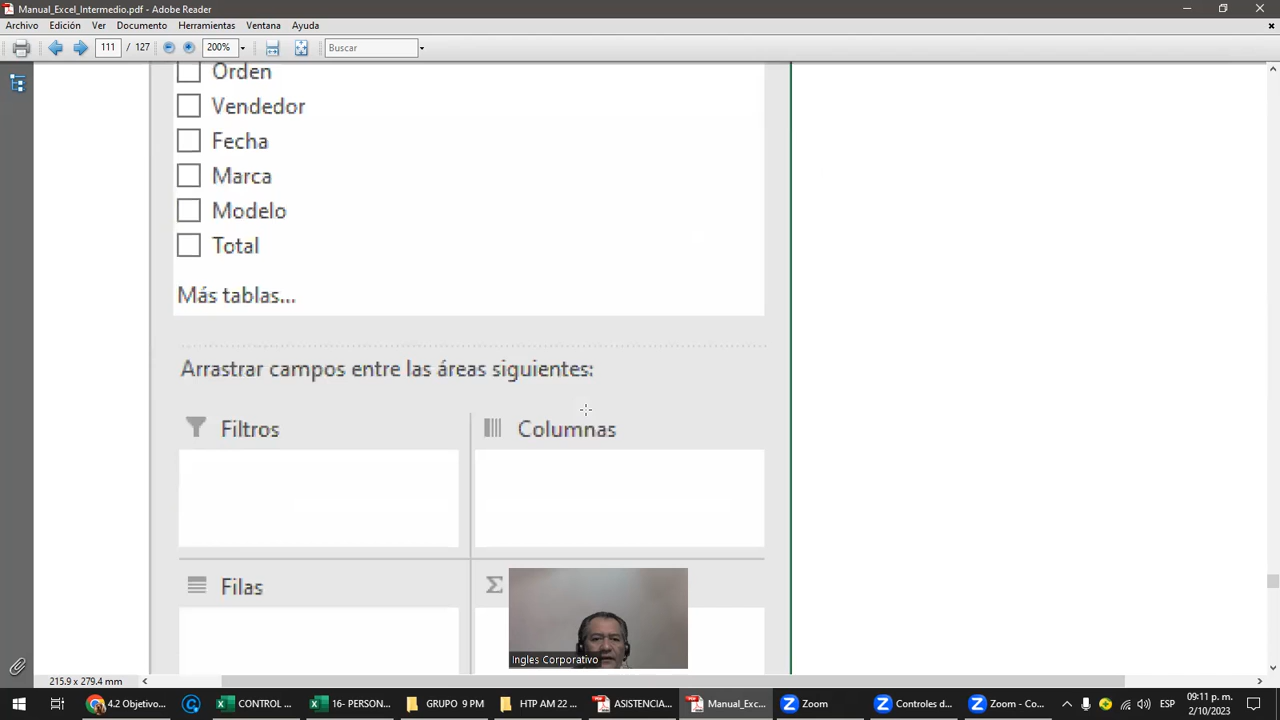 Manual_Excel_Intermedio.pdf - Adobe Reader
Archivo Edición Ver Documento Herramientas Ventana Ayuda
111 / 127 200% Buscar
Orden
Vendedor
Fecha
Marca
Modelo
Total
Más tablas...
Arrastrar campos entre las áreas siguientes:
Filtros
Columnas
Filas
Σ
Ingles Corporativo
215.9 x 279.4 mm
4.2 Objetivo... CONTROL ... 16- PERSON... GRUPO 9 PM HTP AM 22 ... ASISTENCIA... Manual_Exc... Zoom Controles d... Zoom - Co... ESP 09:11 p. m.
2/10/2023